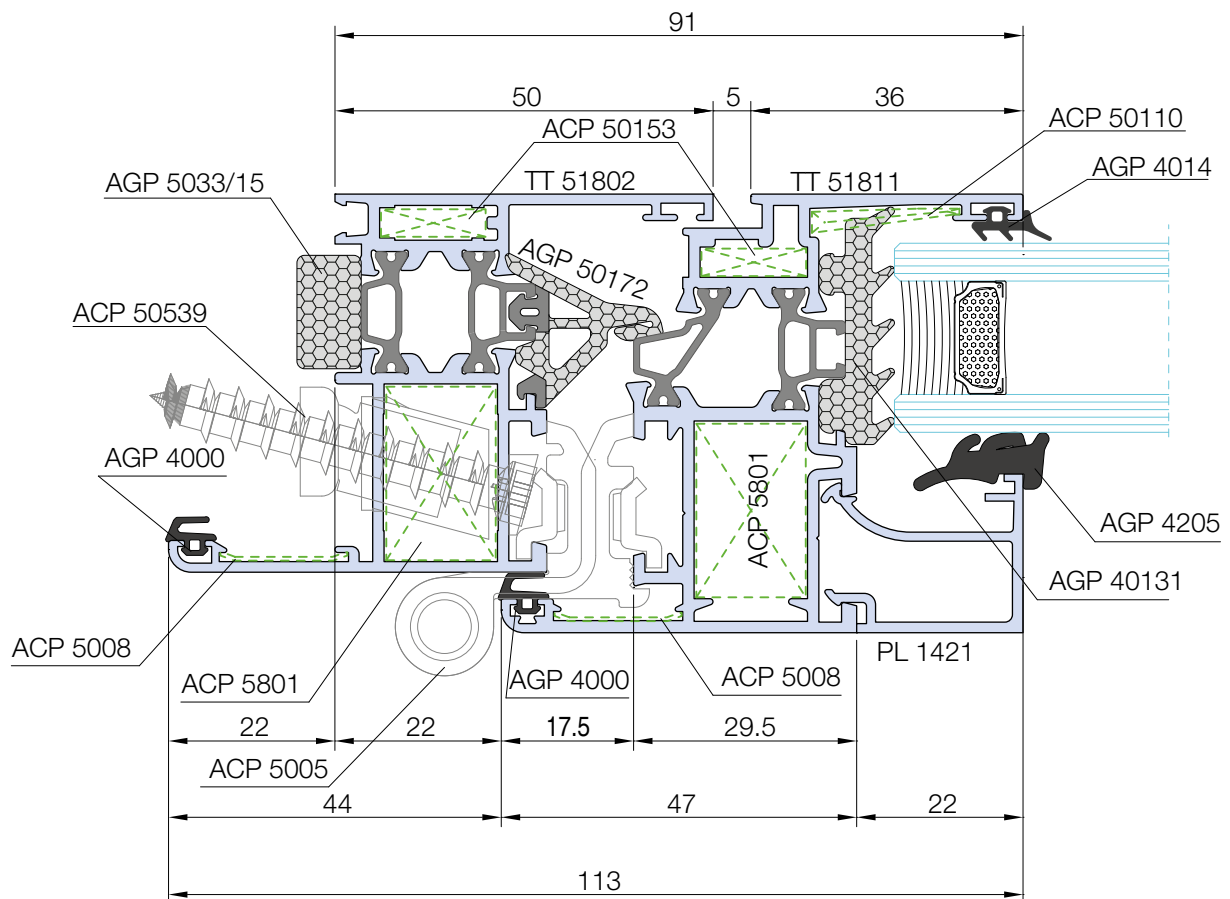 91
50
5
36
ACP 50153
ACP 50110
AGP 4014
AGP 5033/15
TT 51802
TT 51811
AGP 50172
ACP 50539
AGP 4000
ACP 5801
AGP 4205
AGP 40131
ACP 5008
PL 1421
ACP 5801
AGP 4000
ACP 5008
22
22
17.5
29.5
ACP 5005
44
47
22
113